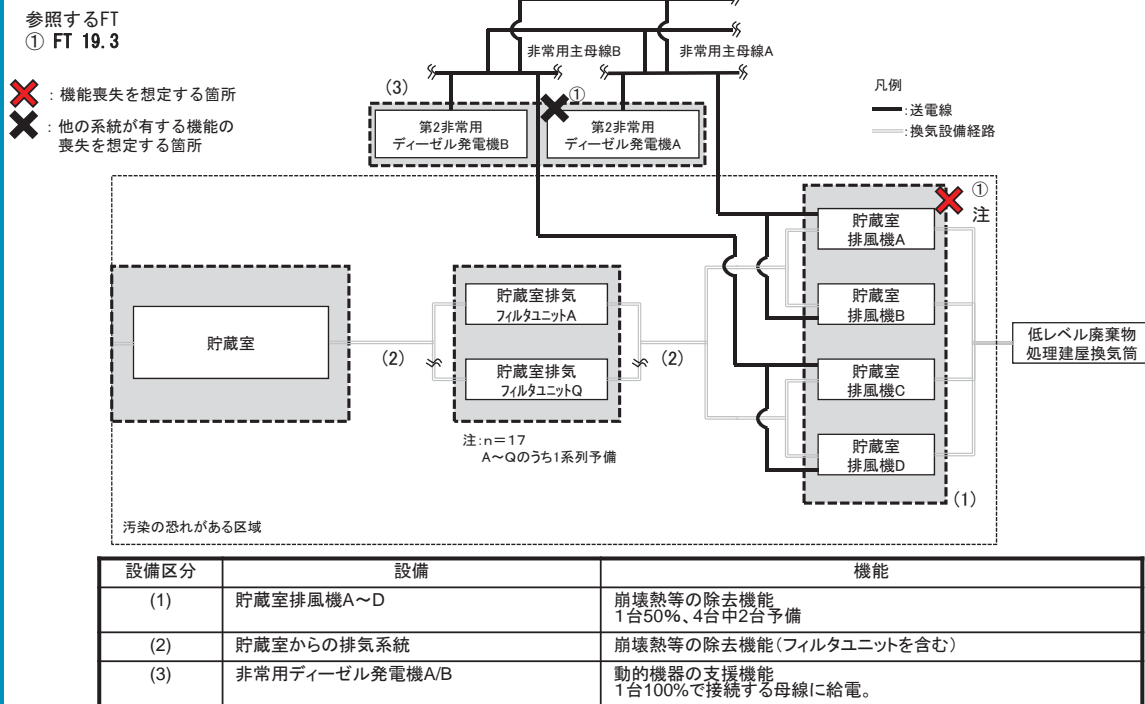 参照するFT
① FT 19.3
：機能喪失を想定する箇所
：他の系統が有する機能の
喪失を想定する箇所
非常用主母線B
非常用主母線A
凡例
:送電線
:換気設備経路
(3)
①
第2非常用
ディーゼル発電機B
第2非常用
ディーゼル発電機A
①
注
貯蔵室
排風機A
貯蔵室
排風機B
貯蔵室
排風機C
貯蔵室
排風機D
(1)
貯蔵室
(2)
貯蔵室排気
フィルタユニットA
貯蔵室排気
フィルタユニットQ
(2)
低レベル廃棄物
処理建屋換気筒
注:n＝17
A～Qのうち1系列予備
汚染の恐れがある区域
設備区分 設備 機能
(1) 貯蔵室排風機A～D 崩壊熱等の除去機能
1台50％、4台中2台予備
(2) 貯蔵室からの排気系統 崩壊熱等の除去機能（フィルタユニットを含む）
(3) 非常用ディーゼル発電機A/B 動的機器の支援機能
1台100％で接続する母線に給電。